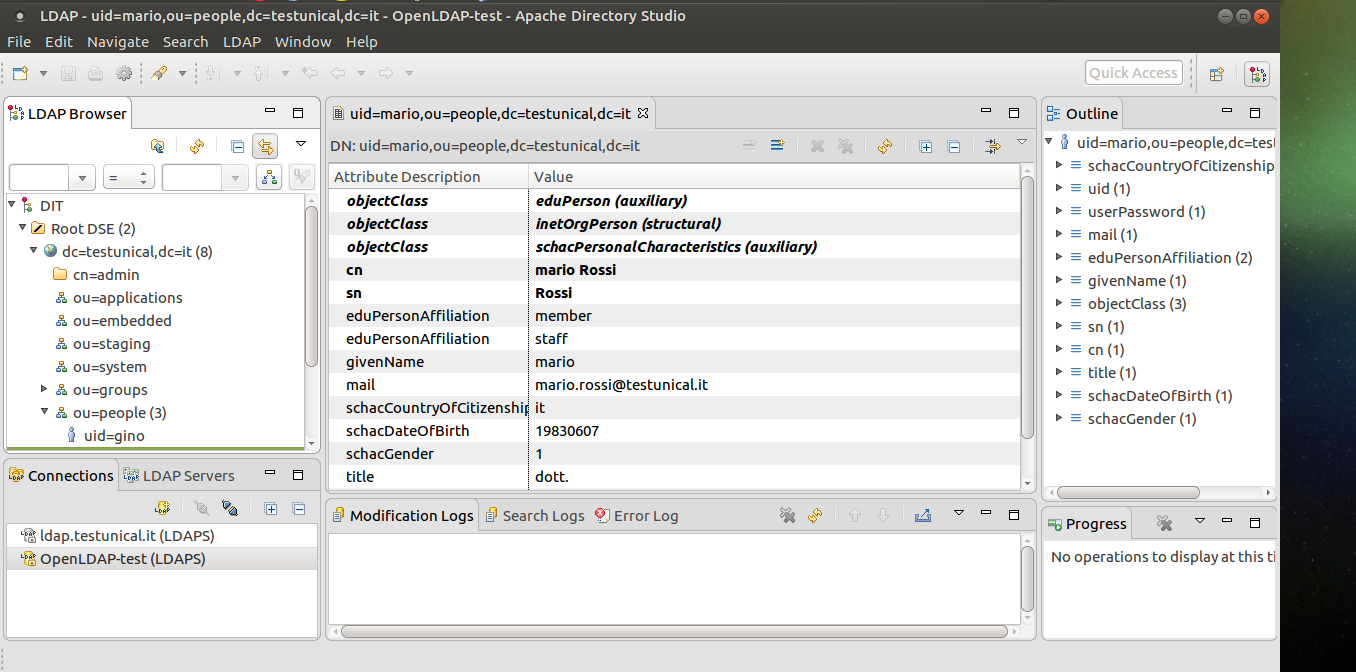 LDAP - uid=mario,ou=people,dc=testunical,dc=it - OpenLDAP-test - Apache Directory Studio
File Edit Navigate Search LDAP Window Help
Quick Access
LDAP Browser
=
DIT
Root DSE (2)
dc=testunical,dc=it (8)
cn=admin
ou=applications
ou=embedded
ou=staging
ou=system
ou=groups
ou=people (3)
uid=gino
Connections LDAP Servers
ldap.testunical.it (LDAPS)
OpenLDAP-test (LDAPS)
uid=mario,ou=people,dc=testunical,dc=it
DN: uid=mario,ou=people,dc=testunical,dc=it
Attribute Description Value
objectClass eduPerson (auxiliary)
objectClass inetOrgPerson (structural)
objectClass schacPersonalCharacteristics (auxiliary)
cn mario Rossi
sn Rossi
eduPersonAffiliation member
eduPersonAffiliation staff
givenName mario
mail mario.rossi@testunical.it
schacCountryOfCitizenship it
schacDateOfBirth 19830607
schacGender 1
title dott.
Modification Logs Search Logs Error Log
Outline
uid=mario,ou=people,dc=tes
schacCountryOfCitizenship
uid (1)
userPassword (1)
mail (1)
eduPersonAffiliation (2)
givenName (1)
objectClass (3)
sn (1)
cn (1)
title (1)
schacDateOfBirth (1)
schacGender (1)
Progress
No operations to display at this ti